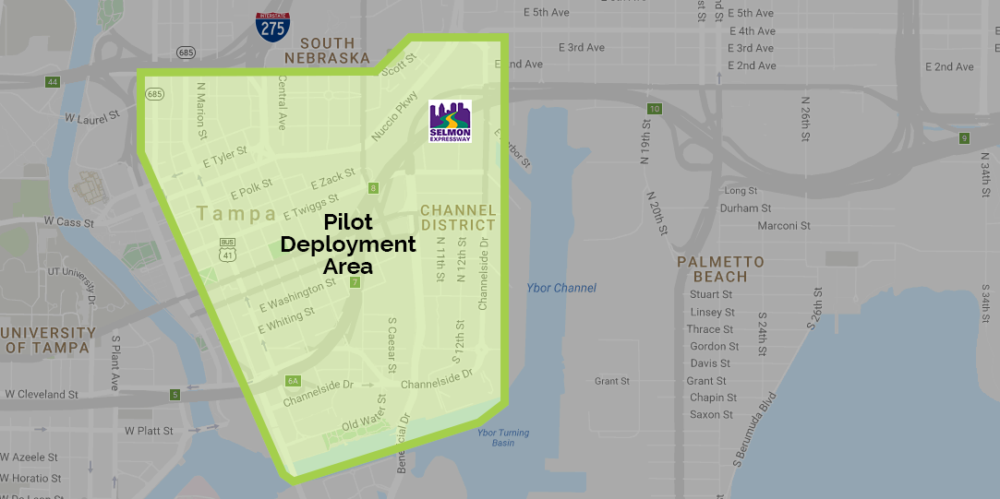 E 5th Ave
E 5th Ave
INTERSTATE
275
E 4th Ave
SOUTH
NEBRASKA
685
E 3rd Ave
E 3rd Ave
Scott St
E 2nd Ave
E 2nd Ave
E 2nd Ave
44
685
N Marion St
Central Ave
Nuccio Pkwy
SELMON
EXPRESSWAY
10
N 26th St
W Laurel St
N 19th St
9
E Tyler St
N 34th St
E Polk St
E Zack St
8
Long St
N 20th St
Tampa
E Twiggs St
CHANNEL
DISTRICT
Durham St
W Cass St
Pilot
Deployment
Area
Marconi St
BUS
41
N 11th St
N 12th St
Channelside Dr
UT University Dr
PALMETTO
BEACH
7
Ybor Channel
E Washington St
Stuart St
S 34th St
E Whiting St
Linsey St
S 26th St
UNIVERSITY
OF TAMPA
S Caesar St
S 12th St
Thrace St
S 24th St
S Plant Ave
Gordon St
Davis St
6A
Channelside Dr
Channelside Dr
Grant St
Grant St
W Cleveland St
5
Chapin St
Old Water St
Saxon St
W Platt St
Ybor Turning
Basin
S Bermuda Blvd
W Azeele St
W Horatio St